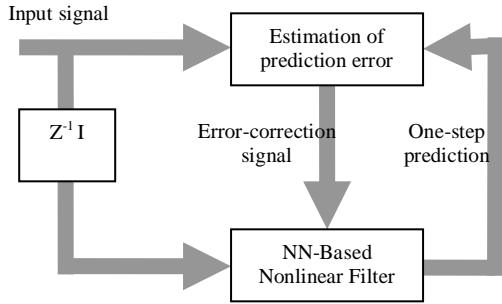 Input signal
Estimation of
prediction error
Z⁻¹ I
Error-correction
signal
One-step
prediction
NN-Based
Nonlinear Filter